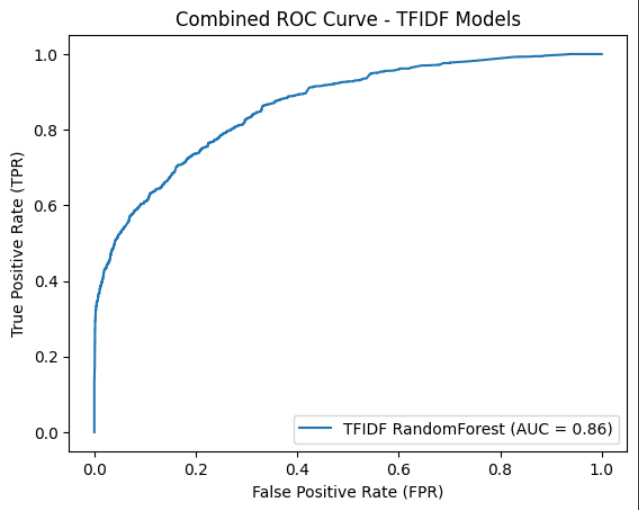 Combined ROC Curve - TFIDF Models
True Positive Rate (TPR)
1.0
0.8
0.6
0.4
0.2
0.0
TFIDF RandomForest (AUC = 0.86)
0.0 0.2 0.4 0.6 0.8 1.0
False Positive Rate (FPR)